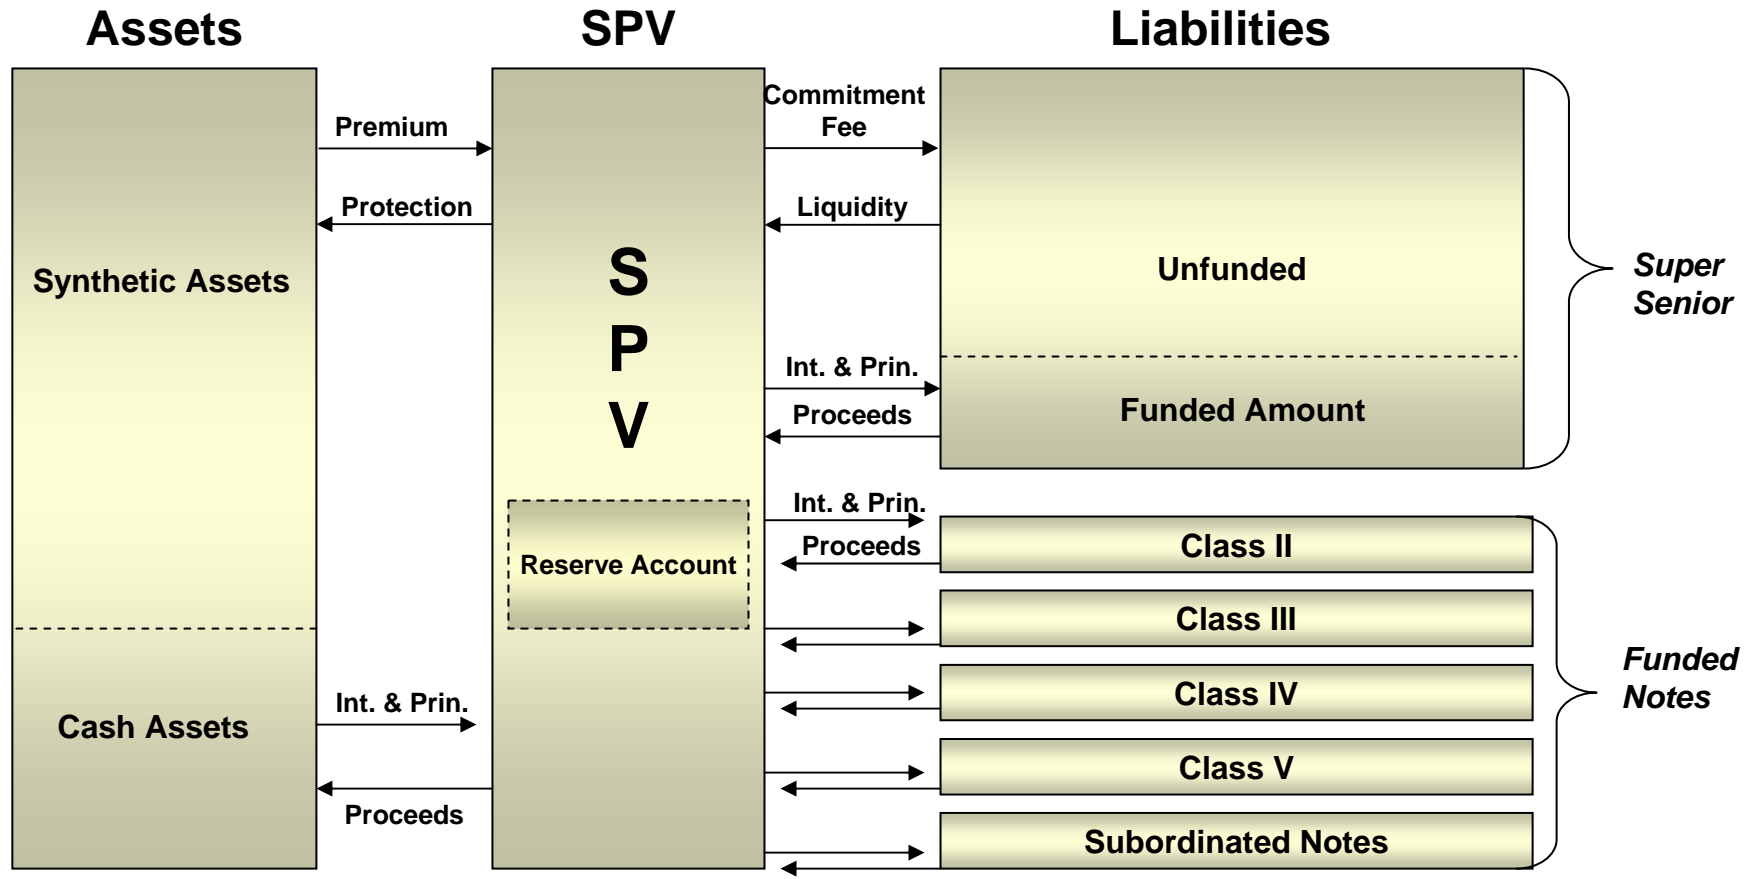 Assets
SPV
Liabilities
Premium
Protection
Synthetic Assets
Int. & Prin.
Cash Assets
Proceeds
S
P
V
Reserve Account
Commitment
Fee
Liquidity
Int. & Prin.
Proceeds
Int. & Prin.
Proceeds
Unfunded
Funded Amount
Super
Senior
Class II
Class III
Class IV
Class V
Subordinated Notes
Funded
Notes